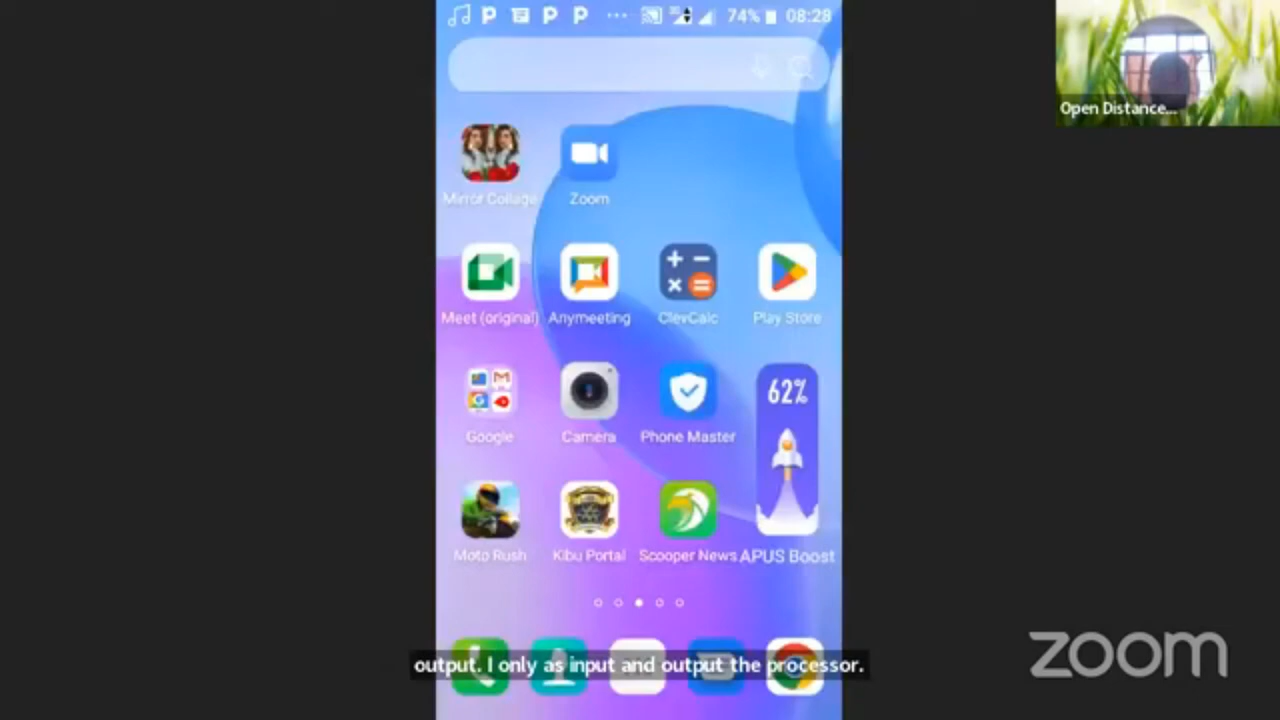 74% 08:28
Open Distance...
Mirror Collage Zoom
Meet (original) Anymeeting ClevCalc Play Store
62%
Google Camera Phone Master
Moto Rush Kibu Portal Scooper News APUS Boost
output. I only as input and output the processor.
zoom